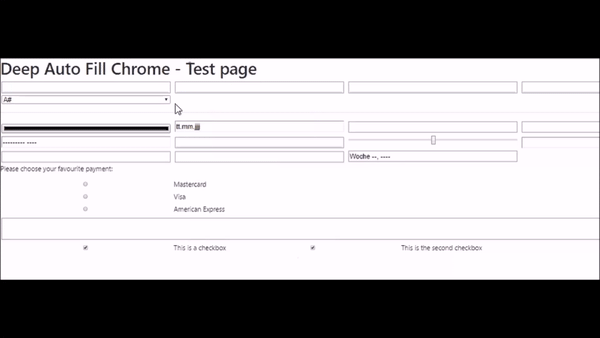 Deep Auto Fill Chrome - Test page
A#
tt.mm.jjjj
--------- ----
Woche --, ----
Please choose your favourite payment:
Mastercard
Visa
American Express
This is a checkbox This is the second checkbox